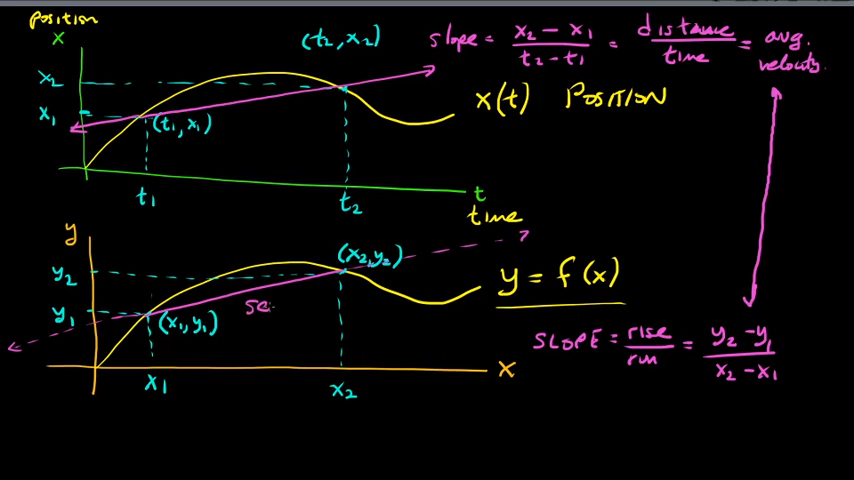 position
x
(t₂, x₂)
slope = x₂ - x₁ / t₂ - t₁ = distance / time = avg. velocity.
x₂
x₁
(t₁, x₁)
x(t) POSITION
t₁
t₂
t
time
y
(x₂, y₂)
y₂
y = f(x)
y₁
(x₁, y₁)
se
SLOPE = rise / run = y₂ - y₁ / x₂ - x₁
x₁
x₂
x